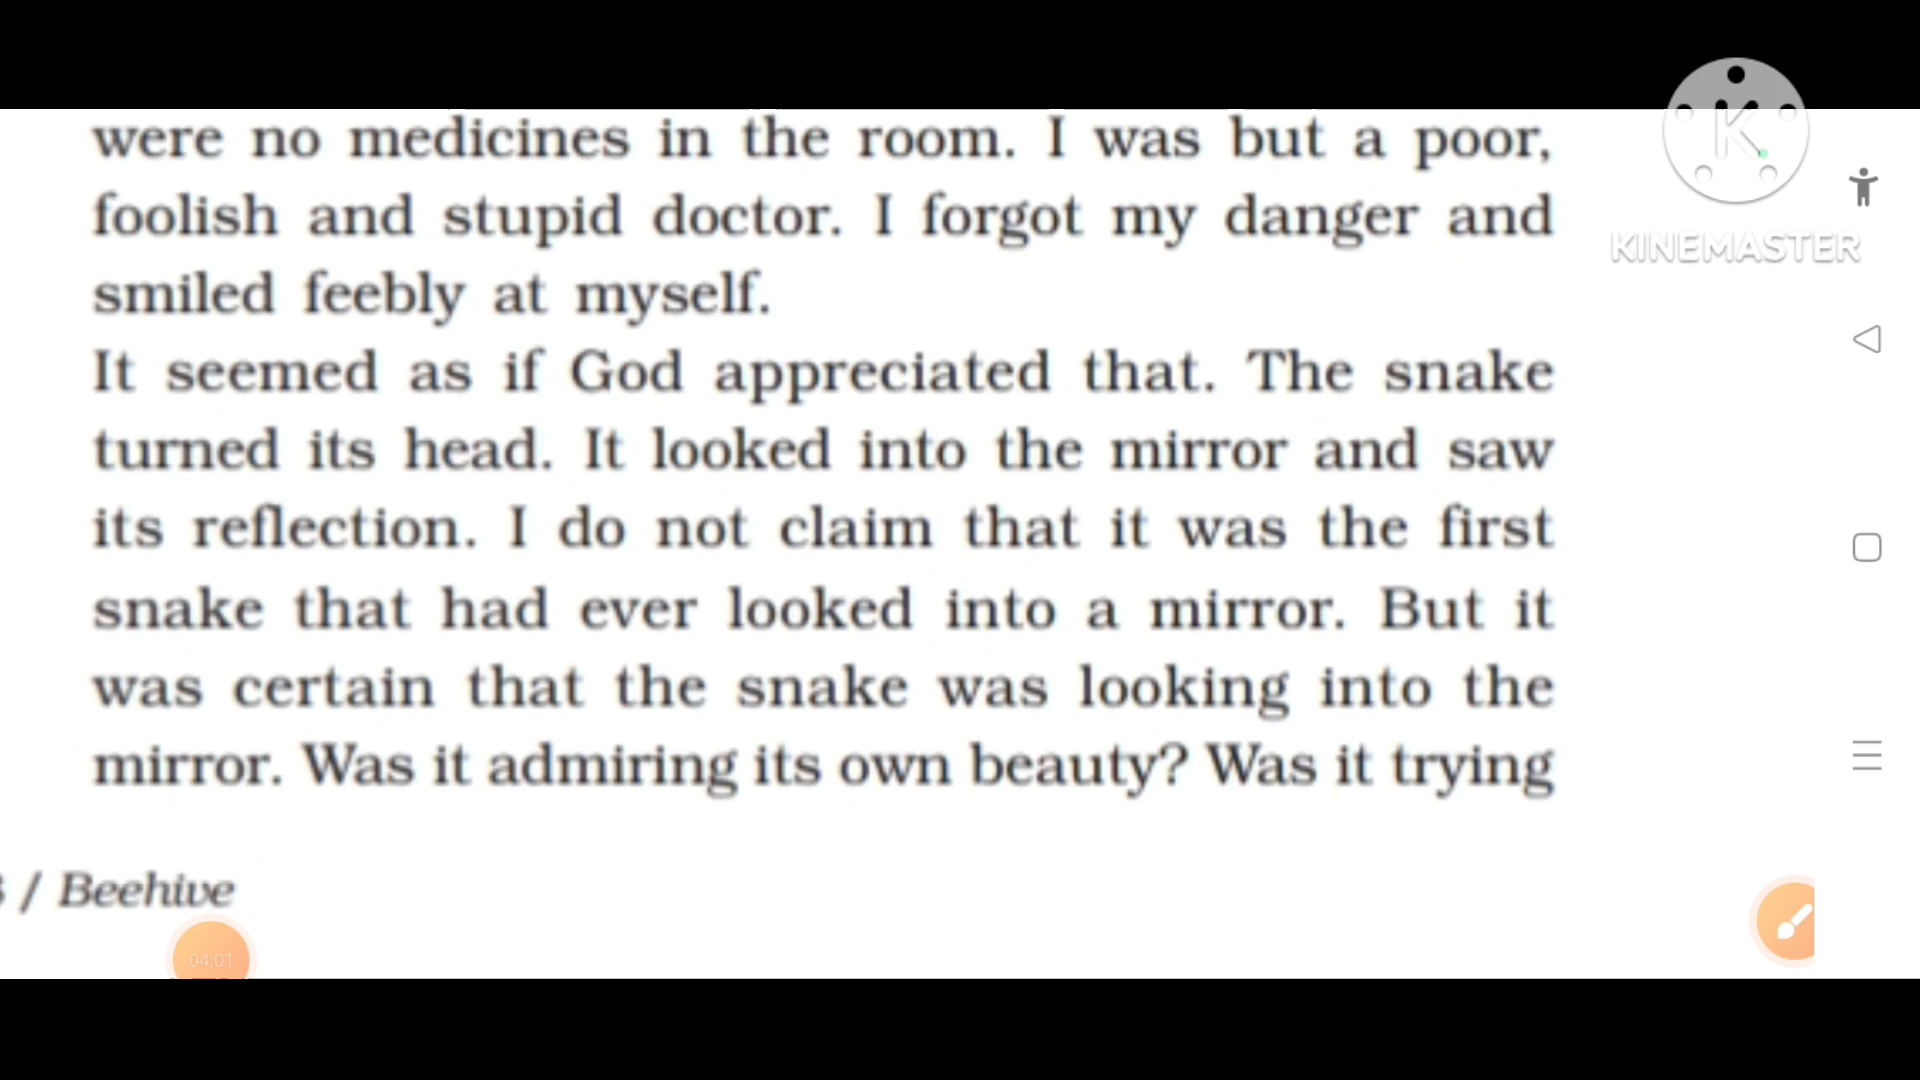 were no medicines in the room. I was but a poor,
foolish and stupid doctor. I forgot my danger and
smiled feebly at myself.
It seemed as if God appreciated that. The snake
turned its head. It looked into the mirror and saw
its reflection. I do not claim that it was the first
snake that had ever looked into a mirror. But it
was certain that the snake was looking into the
mirror. Was it admiring its own beauty? Was it trying
/ Beehive
04:01
K
KINEMASTER